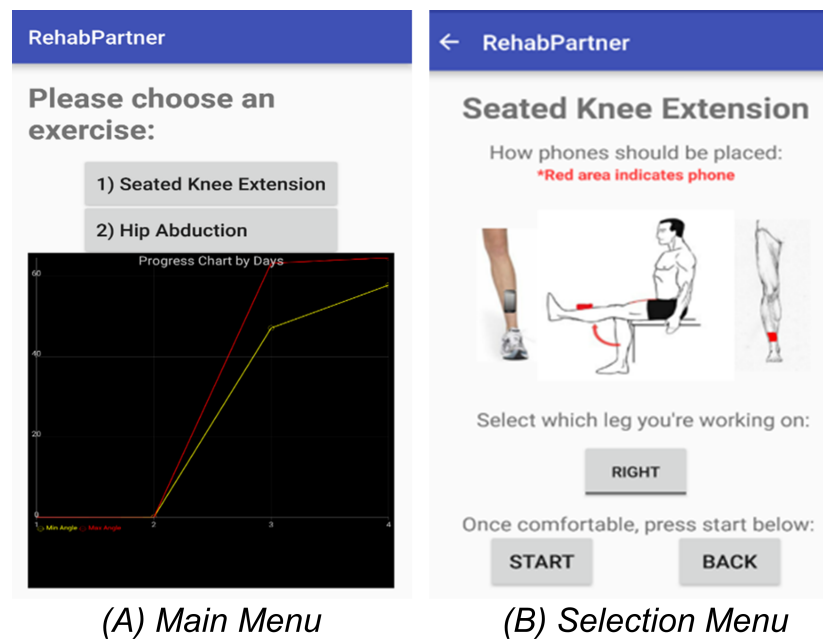 RehabPartner
Please choose an
exercise:
1) Seated Knee Extension
2) Hip Abduction
Progress Chart by Days
60
40
20
0
1
2
3
4
Min Angle
Max Angle
(A) Main Menu
RehabPartner
Seated Knee Extension
How phones should be placed:
*Red area indicates phone
Select which leg you're working on:
RIGHT
Once comfortable, press start below:
START
BACK
(B) Selection Menu